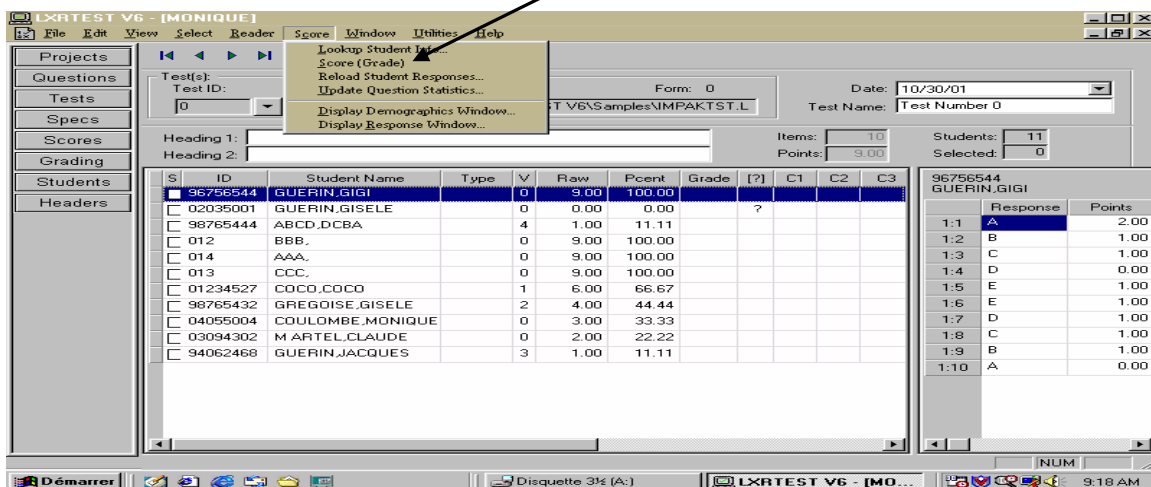 LXRTEST V6 - [MONIQUE]
File Edit View Select Reader Score Window Utilities Help
Projects
Questions
Tests
Specs
Scores
Grading
Students
Headers
Lookup Student Info...
Score (Grade)
Reload Student Responses...
Update Question Statistics...
Display Demographics Window...
Display Response Window...
Test(s):
Test ID: Form: 0 Date: 10/30/01
0 ST V6\Samples\IMPAKTST.L Test Name: Test Number 0
Heading 1: Items: 10 Students: 11
Heading 2: Points: 9.00 Selected: 0
S ID Student Name Type V Raw Pcent Grade [?] C1 C2 C3
96756544 GUERIN,GIGI 0 9.00 100.00
02035001 GUERIN,GISELE 0 0.00 0.00 ?
98765444 ABCD,DCBA 4 1.00 11.11
012 BBB, 0 9.00 100.00
014 AAA, 0 9.00 100.00
013 CCC, 0 9.00 100.00
01234527 COCO,COCO 1 6.00 66.67
98765432 GREGOISE,GISELE 2 4.00 44.44
04055004 COULOMBE,MONIQUE 0 3.00 33.33
03094302 M ARTEL,CLAUDE 0 2.00 22.22
94062468 GUERIN,JACQUES 3 1.00 11.11
96756544
GUERIN,GIGI
Response Points
1:1 A 2.00
1:2 B 1.00
1:3 C 1.00
1:4 D 0.00
1:5 E 1.00
1:6 E 1.00
1:7 D 1.00
1:8 C 1.00
1:9 B 1.00
1:10 A 0.00
NUM
Démarrer Disquette 3½ (A:) LXRTEST V6 - [MO... 9:18 AM